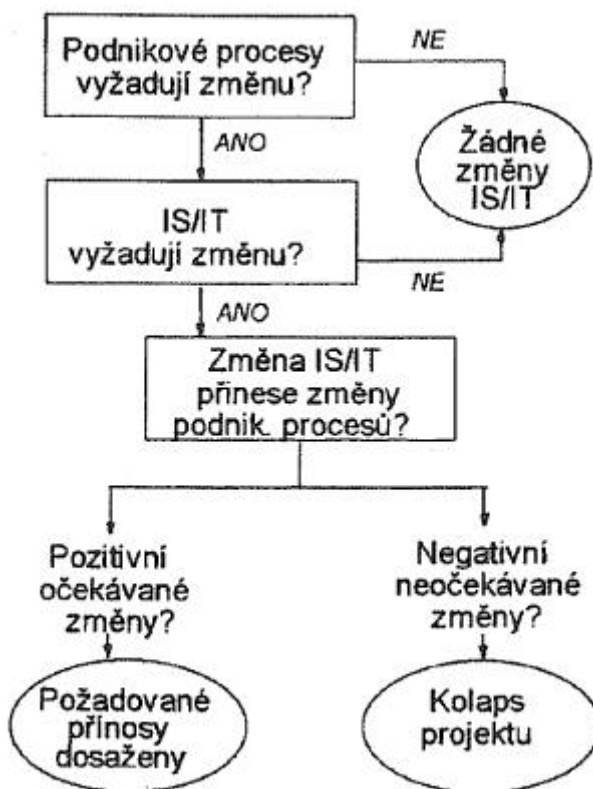 Podnikové procesy
vyžadují změnu?
NE
ANO
Žádné
změny
IS/IT
IS/IT
vyžadují změnu?
NE
ANO
Změna IS/IT
přinese změny
podnik. procesů?
Pozitivní
očekávané
změny?
Negativní
neočekávané
změny?
Požadované
přínosy
dosaženy
Kolaps
projektu